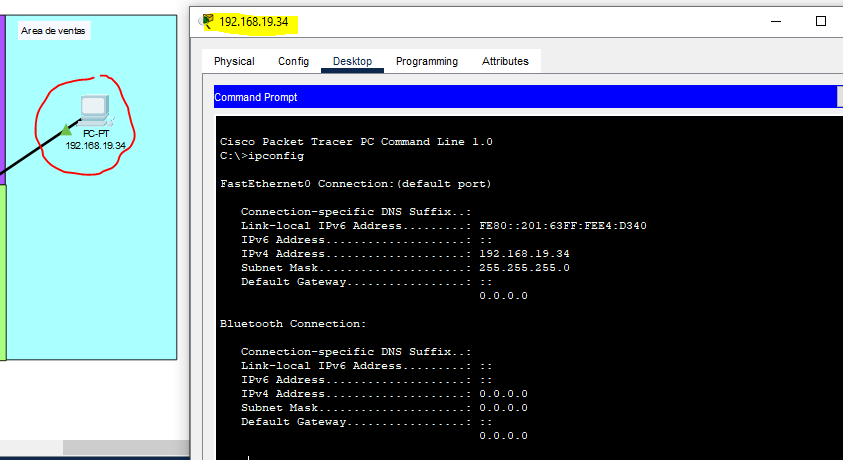 Area de ventas
PC-PT
192.168.19.34
192.168.19.34
Physical Config Desktop Programming Attributes
Command Prompt
Cisco Packet Tracer PC Command Line 1.0
C:\>ipconfig
FastEthernet0 Connection:(default port)
Connection-specific DNS Suffix..:
Link-local IPv6 Address.........: FE80::201:63FF:FEE4:D340
IPv6 Address....................: ::
IPv4 Address....................: 192.168.19.34
Subnet Mask.....................: 255.255.255.0
Default Gateway.................: ::
0.0.0.0
Bluetooth Connection:
Connection-specific DNS Suffix..:
Link-local IPv6 Address.........: ::
IPv6 Address....................: ::
IPv4 Address....................: 0.0.0.0
Subnet Mask.....................: 0.0.0.0
Default Gateway.................: ::
0.0.0.0